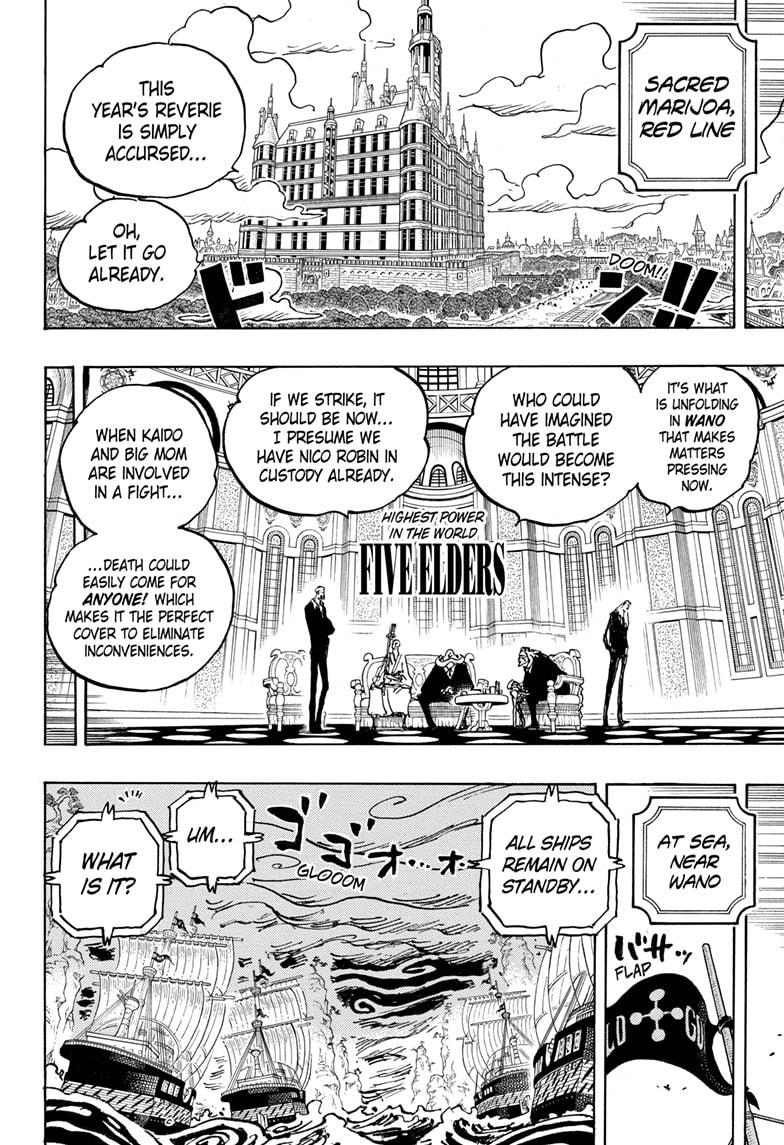 SACRED
MARIJOA,
RED LINE
THIS
YEAR'S REVERIE
IS SIMPLY
ACCURSED...
OH,
LET IT GO
ALREADY.
DOOM!!
ドン!!
IT'S WHAT
IS UNFOLDING
IN WANO
THAT MAKES
MATTERS
PRESSING
NOW.
WHO COULD
HAVE IMAGINED
THE BATTLE
WOULD BECOME
THIS INTENSE?
IF WE STRIKE, IT
SHOULD BE NOW...
I PRESUME WE
HAVE NICO ROBIN IN
CUSTODY ALREADY.
WHEN KAIDO
AND BIG MOM
ARE INVOLVED
IN A FIGHT...
...DEATH COULD
EASILY COME FOR
ANYONE! WHICH
MAKES IT THE PERFECT
COVER TO ELIMINATE
INCONVENIENCES.
HIGHEST POWER
IN THE WORLD
FIVE ELDERS
AT SEA,
NEAR
WANO
バサッ
FLAP
LD GO
ALL SHIPS
REMAIN ON
STANDBY...
ゴゴォ...ォ
GLOOOM
UM...
WHAT
IS IT?